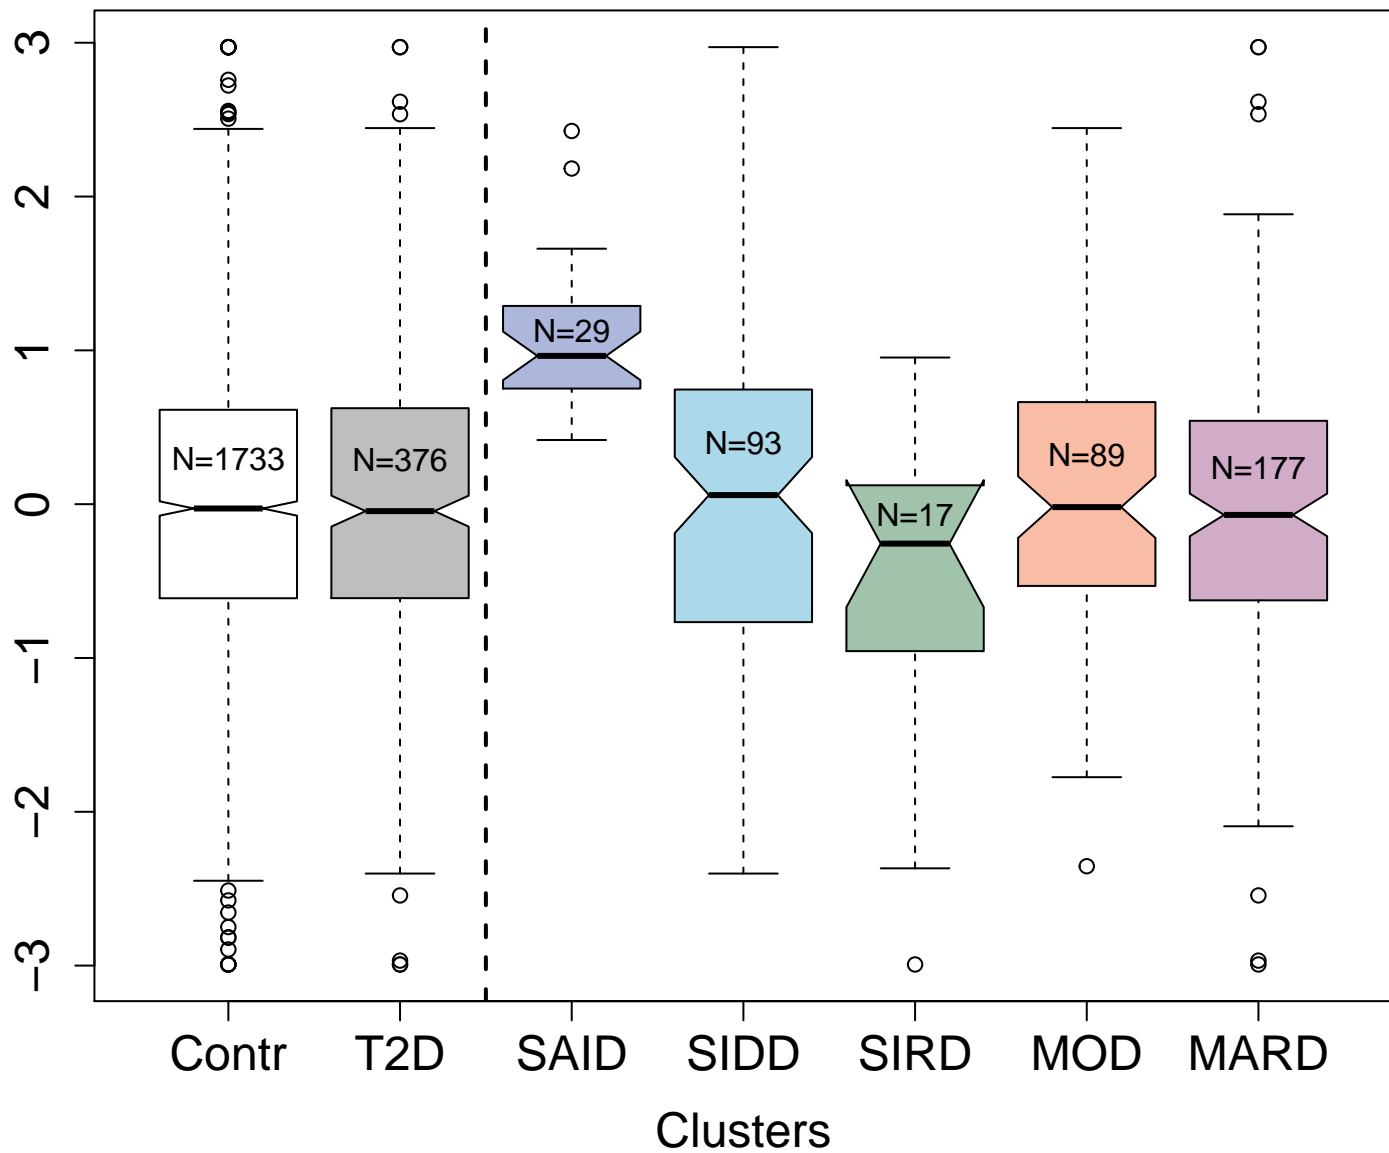 3
2
1
0
−1
−2
−3
N=1733
N=376
N=29
N=93
N=17
N=89
N=177
Contr T2D SAID SIDD SIRD MOD MARD
Clusters